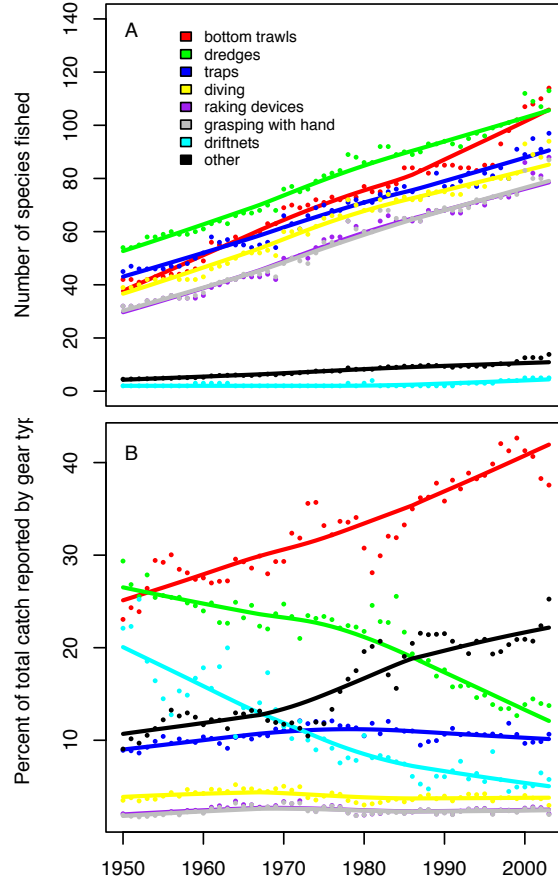 A
bottom trawls
dredges
traps
diving
raking devices
grasping with hand
driftnets
other
Number of species fished
0
20
40
60
80
100
120
140
B
Percent of total catch reported by gear typ
10
20
30
40
1950
1960
1970
1980
1990
2000